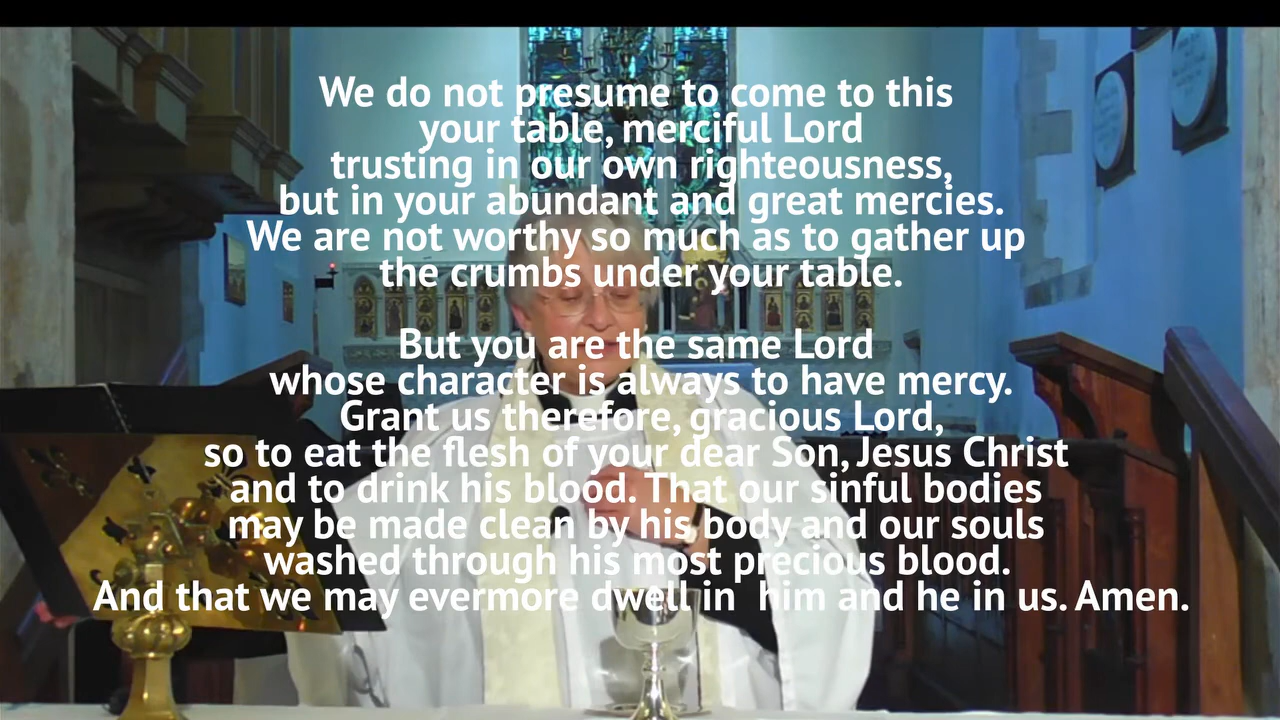 We do not presume to come to this
your table, merciful Lord
trusting in our own righteousness,
but in your abundant and great mercies.
We are not worthy so much as to gather up
the crumbs under your table.
But you are the same Lord
whose character is always to have mercy.
Grant us therefore, gracious Lord,
so to eat the flesh of your dear Son, Jesus Christ
and to drink his blood. That our sinful bodies
may be made clean by his body and our souls
washed through his most precious blood.
And that we may evermore dwell in  him and he in us. Amen.